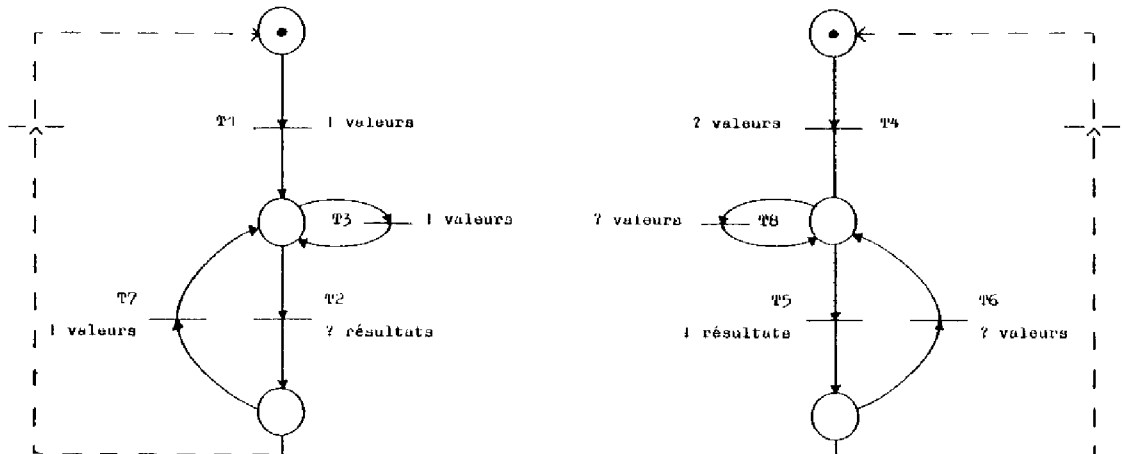 T1 ! valeurs
? valeurs T4
T3 ! valeurs
? valeurs T8
T7 T2
! valeurs ? résultats
T5 T6
! résultats ? valeurs